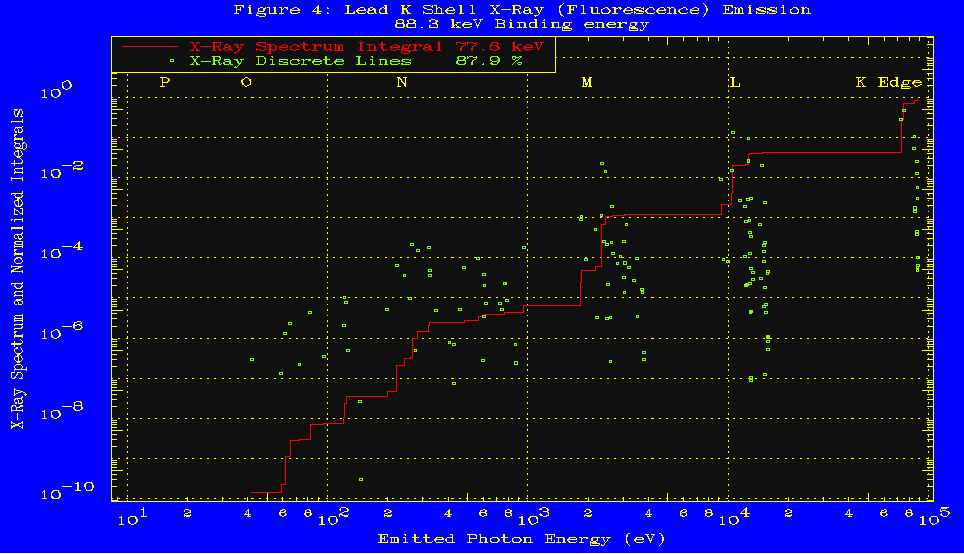 Figure 4: Lead K Shell X-Ray (Fluorescence) Emission
88.3 keV Binding energy
X-Ray Spectrum Integral 77.6 keV
X-Ray Discrete Lines 87.9 %
P O N M L K Edge
X-Ray Spectrum and Normalized Integrals
10^0
10^-2
10^-4
10^-6
10^-8
10^-10
10^1 2 4 6 8 10^2 2 4 6 8 10^3 2 4 6 8 10^4 2 4 6 8 10^5
Emitted Photon Energy (eV)